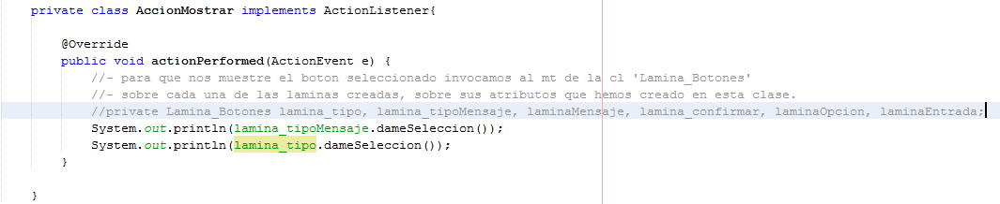 private class AccionMostrar implements ActionListener{
@Override
public void actionPerformed(ActionEvent e) {
//- para que nos muestre el boton seleccionado invocamos al mt de la cl 'Lamina_Botones'
//- sobre cada una de las laminas creadas, sobre sus atributos que hemos creado en esta clase.
//private Lamina_Botones lamina_tipo, lamina_tipoMensaje, laminaMensaje, lamina_confirmar, laminaOpcion, laminaEntrada;
System.out.println(lamina_tipoMensaje.dameSeleccion());
System.out.println(lamina_tipo.dameSeleccion());
}
}